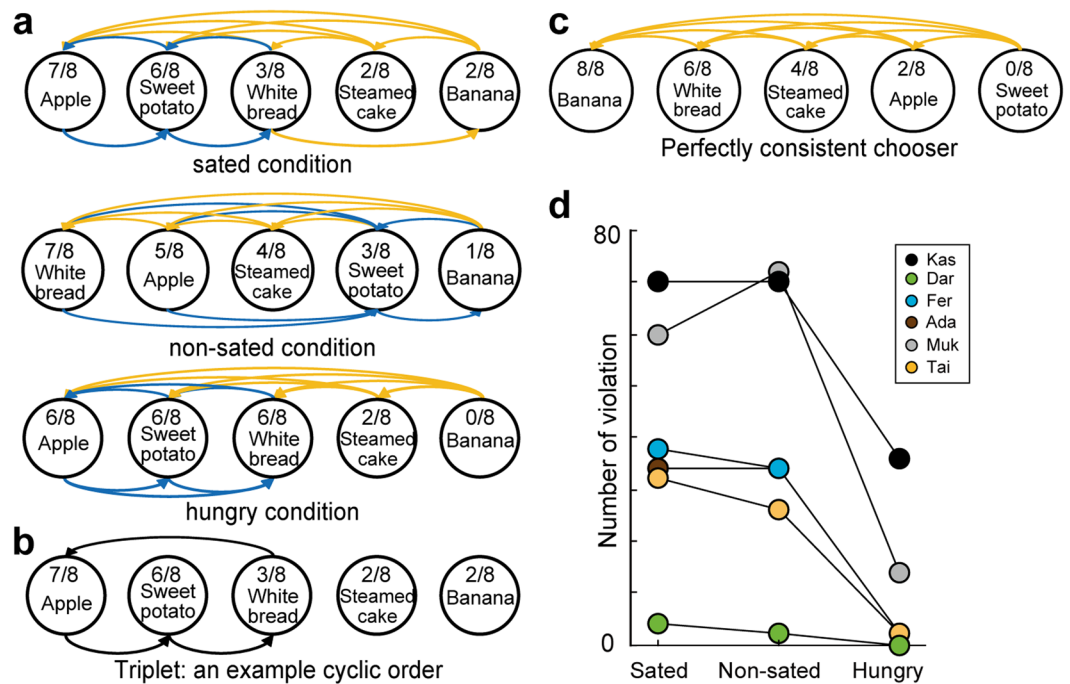 a
7/8
Apple
6/8
Sweet
potato
3/8
White
bread
2/8
Steamed
cake
2/8
Banana
sated condition
7/8
White
bread
5/8
Apple
4/8
Steamed
cake
3/8
Sweet
potato
1/8
Banana
non-sated condition
6/8
Apple
6/8
Sweet
potato
6/8
White
bread
2/8
Steamed
cake
0/8
Banana
hungry condition
b
7/8
Apple
6/8
Sweet
potato
3/8
White
bread
2/8
Steamed
cake
2/8
Banana
Triplet: an example cyclic order
c
8/8
Banana
6/8
White
bread
4/8
Steamed
cake
2/8
Apple
0/8
Sweet
potato
Perfectly consistent chooser
d
80
Number of violation
0
Sated
Non-sated
Hungry
Kas
Dar
Fer
Ada
Muk
Tai